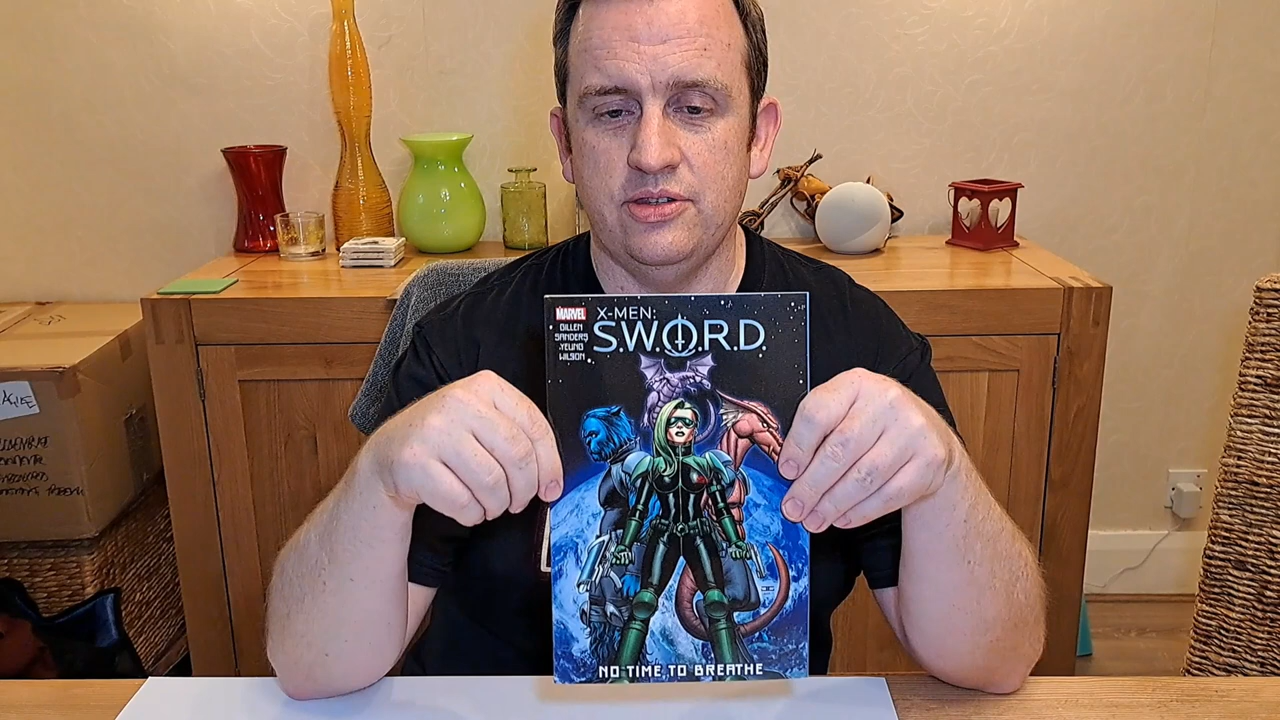 MARVEL
X-MEN:
S.W.O.R.D.
GILLEN
SANDERS
YEUNG
WILSON
NO TIME TO BREATHE